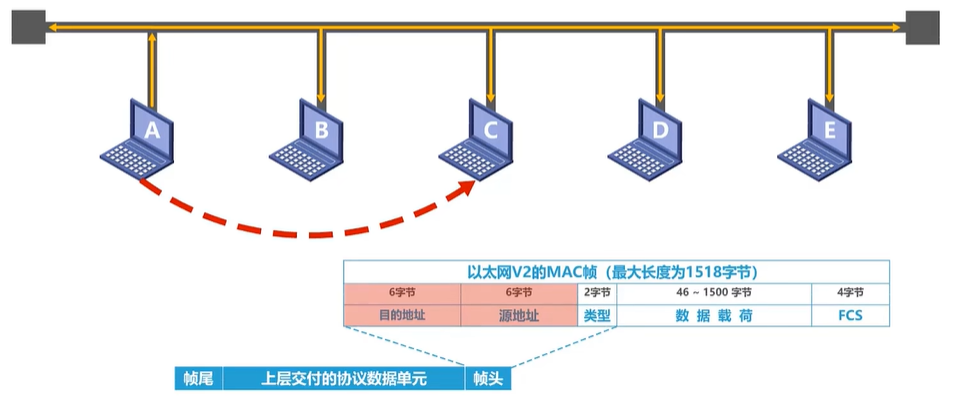 A B C D E
以太网V2的MAC帧（最大长度为1518字节）
6字节 6字节 2字节 46 ~ 1500 字节 4字节
目的地址 源地址 类型 数 据 载 荷 FCS
帧尾 上层交付的协议数据单元 帧头